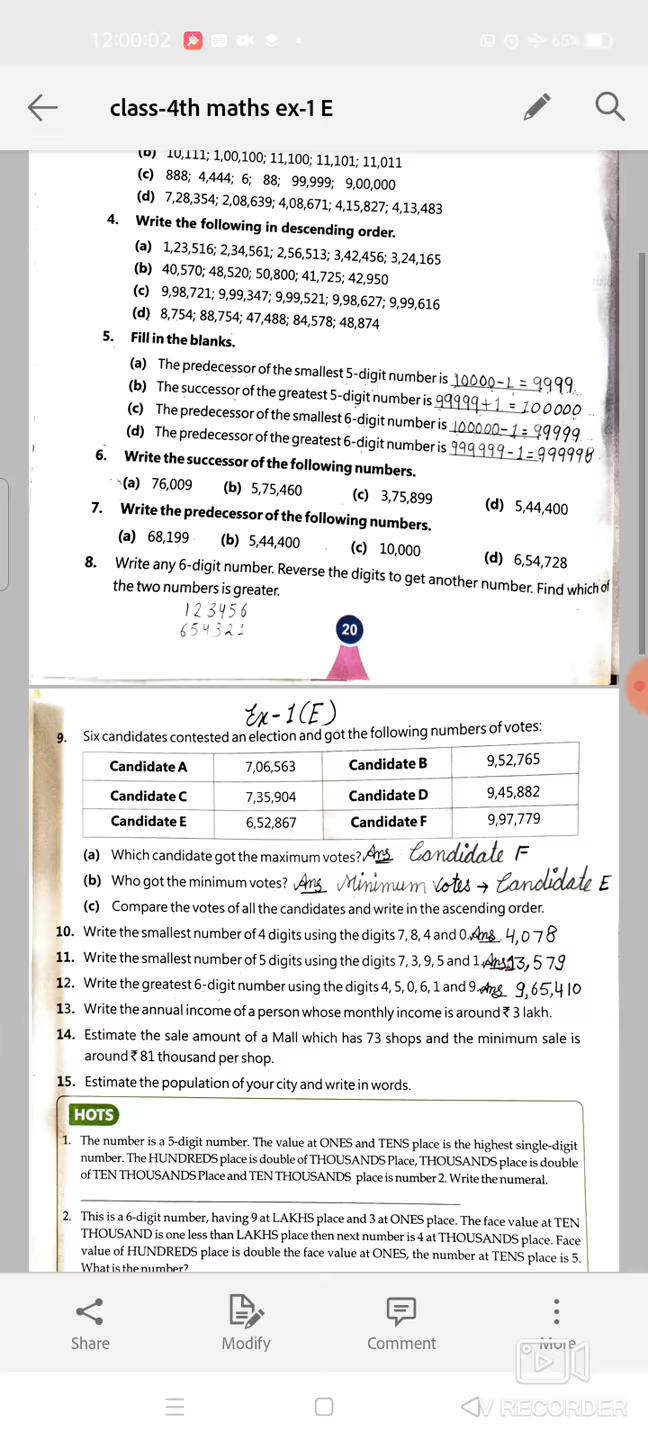 12:00:02 65%
class-4th maths ex-1 E
(b) 10,111; 1,00,100; 11,100; 11,101; 11,011
(c) 888; 4,444; 6; 88; 99,999; 9,00,000
(d) 7,28,354; 2,08,639; 4,08,671; 4,15,827; 4,13,483
4. Write the following in descending order.
(a) 1,23,516; 2,34,561; 2,56,513; 3,42,456; 3,24,165
(b) 40,570; 48,520; 50,800; 41,725; 42,950
(c) 9,98,721; 9,99,347; 9,99,521; 9,98,627; 9,99,616
(d) 8,754; 88,754; 47,488; 84,578; 48,874
5. Fill in the blanks.
(a) The predecessor of the smallest 5-digit number is 10000-1 = 9999.
(b) The successor of the greatest 5-digit number is 99999+1 = 100000
(c) The predecessor of the smallest 6-digit number is 100000-1 = 99999
(d) The predecessor of the greatest 6-digit number is 999999-1=999998
6. Write the successor of the following numbers.
(a) 76,009 (b) 5,75,460 (c) 3,75,899 (d) 5,44,400
7. Write the predecessor of the following numbers.
(a) 68,199 (b) 5,44,400 (c) 10,000 (d) 6,54,728
8. Write any 6-digit number. Reverse the digits to get another number. Find which of
the two numbers is greater.
123456
654321
20
Ex-1(E)
9. Six candidates contested an election and got the following numbers of votes:
Candidate A 7,06,563 Candidate B 9,52,765
Candidate C 7,35,904 Candidate D 9,45,882
Candidate E 6,52,867 Candidate F 9,97,779
(a) Which candidate got the maximum votes? Ans Candidate F
(b) Who got the minimum votes? Ans Minimum Votes → Candidate E
(c) Compare the votes of all the candidates and write in the ascending order.
10. Write the smallest number of 4 digits using the digits 7, 8, 4 and 0. Ans 4,078
11. Write the smallest number of 5 digits using the digits 7, 3, 9, 5 and 1. Ans 13,579
12. Write the greatest 6-digit number using the digits 4, 5, 0, 6, 1 and 9. Ans 9,65,410
13. Write the annual income of a person whose monthly income is around ₹ 3 lakh.
14. Estimate the sale amount of a Mall which has 73 shops and the minimum sale is
around ₹ 81 thousand per shop.
15. Estimate the population of your city and write in words.
HOTS
1. The number is a 5-digit number. The value at ONES and TENS place is the highest single-digit
number. The HUNDREDS place is double of THOUSANDS Place, THOUSANDS place is double
of TEN THOUSANDS Place and TEN THOUSANDS place is number 2. Write the numeral.
2. This is a 6-digit number, having 9 at LAKHS place and 3 at ONES place. The face value at TEN
THOUSAND is one less than LAKHS place then next number is 4 at THOUSANDS place. Face
value of HUNDREDS place is double the face value at ONES, the number at TENS place is 5.
What is the number?
Share Modify Comment More
V RECORDER